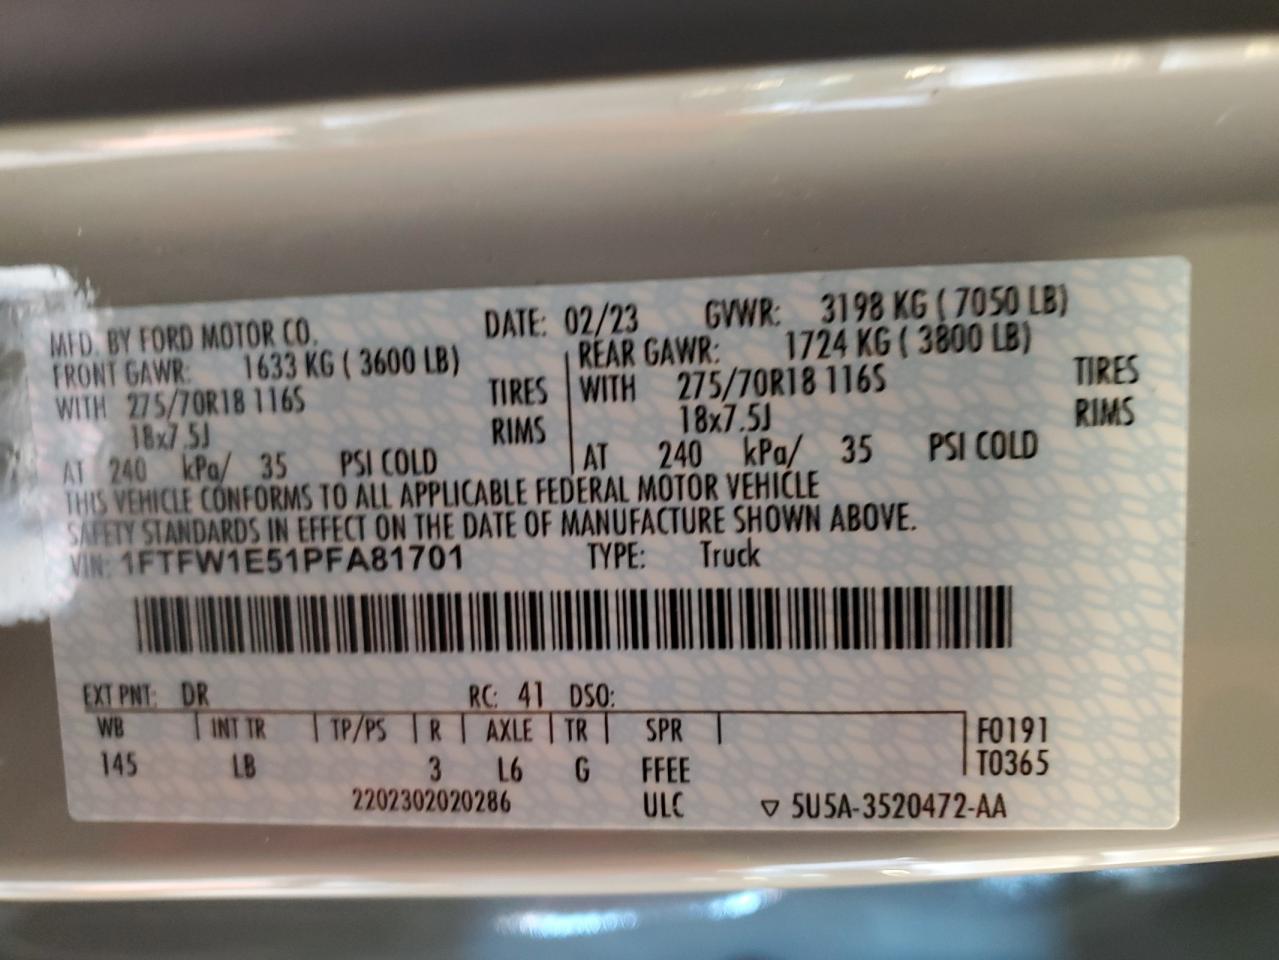 MFD. BY FORD MOTOR CO. DATE: 02/23 GVWR: 3198 KG ( 7050 LB)
FRONT GAWR: 1633 KG ( 3600 LB) REAR GAWR: 1724 KG ( 3800 LB)
WITH 275/70R18 116S TIRES WITH 275/70R18 116S TIRES
18x7.5J RIMS 18x7.5J RIMS
AT 240 kPa/ 35 PSI COLD AT 240 kPa/ 35 PSI COLD
THIS VEHICLE CONFORMS TO ALL APPLICABLE FEDERAL MOTOR VEHICLE
SAFETY STANDARDS IN EFFECT ON THE DATE OF MANUFACTURE SHOWN ABOVE.
VIN: 1FTFW1E51PFA81701 TYPE: Truck
EXT PNT: DR RC: 41 DSO:
WB INT TR TP/PS R AXLE TR SPR F0191
145 LB 3 L6 G FFEE T0365
2202302020286 ULC ▽ 5U5A-3520472-AA